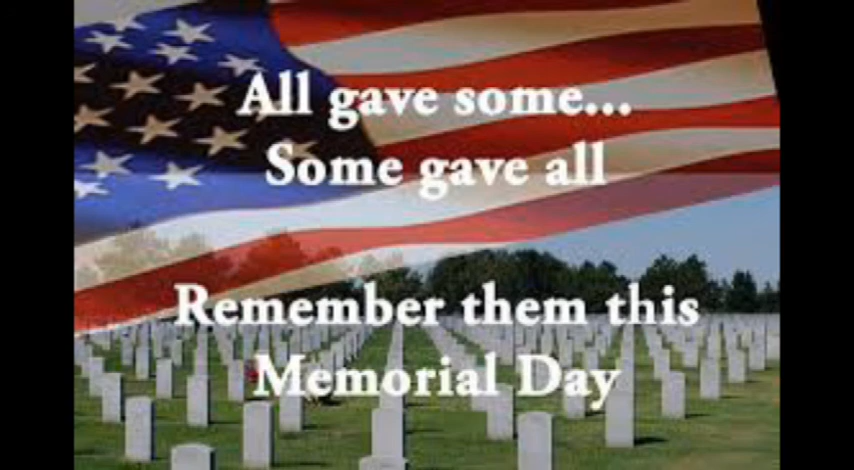 All gave some...
Some gave all
Remember them this
Memorial Day